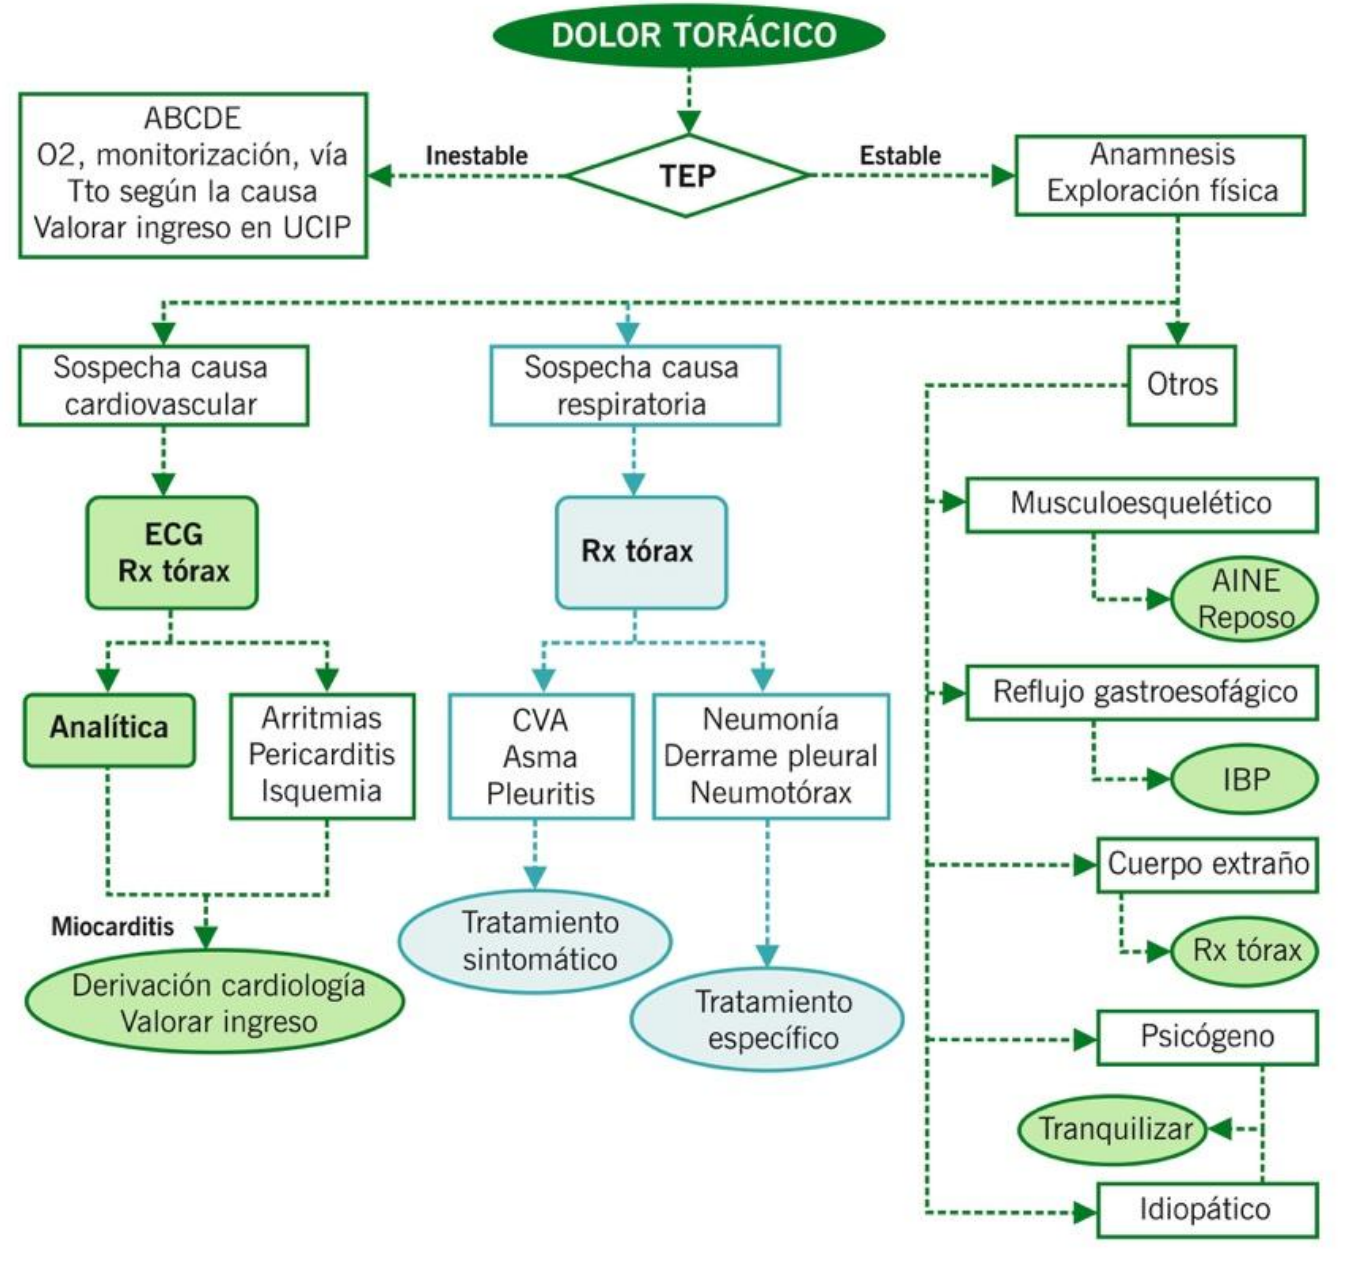 DOLOR TORÁCICO
ABCDE
O2, monitorización, vía
Tto según la causa
Valorar ingreso en UCIP
Inestable
TEP
Estable
Anamnesis
Exploración física
Sospecha causa
cardiovascular
Sospecha causa
respiratoria
Otros
ECG
Rx tórax
Rx tórax
Musculoesquelético
AINE
Reposo
Analítica
Arritmias
Pericarditis
Isquemia
CVA
Asma
Pleuritis
Neumonía
Derrame pleural
Neumotórax
Reflujo gastroesofágico
IBP
Cuerpo extraño
Rx tórax
Miocarditis
Derivación cardiología
Valorar ingreso
Tratamiento
sintomático
Tratamiento
específico
Psicógeno
Tranquilizar
Idiopático